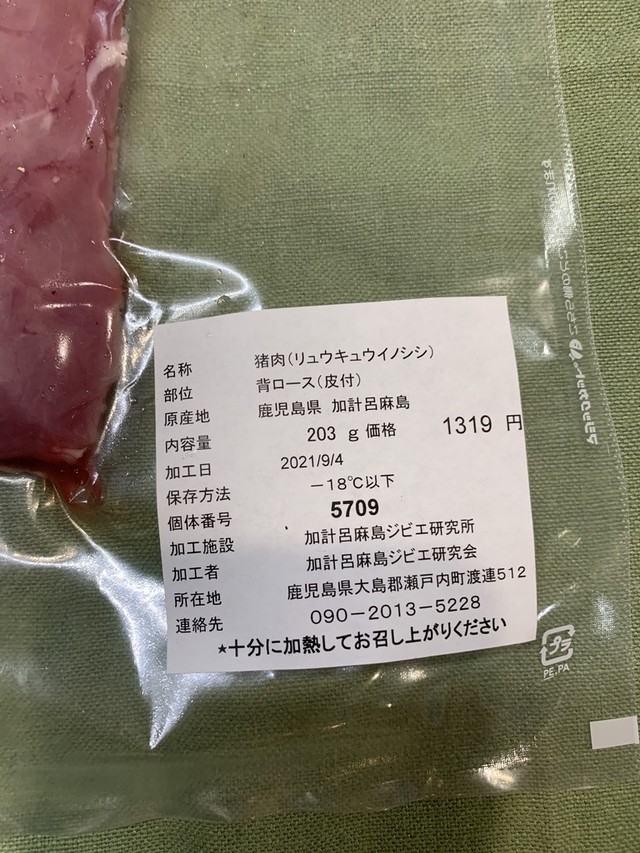 名称 猪肉(リュウキュウイノシシ)
部位 背ロース(皮付)
原産地 鹿児島県 加計呂麻島
内容量 203 g 価格 1319 円
加工日 2021/9/4
保存方法 －18℃以下
個体番号 5709
加工施設 加計呂麻島ジビエ研究所
加工者 加計呂麻島ジビエ研究会
所在地 鹿児島県大島郡瀬戸内町渡連512
連絡先 090-2013-5228
*十分に加熱してお召し上がりください
プラ
PE,PA